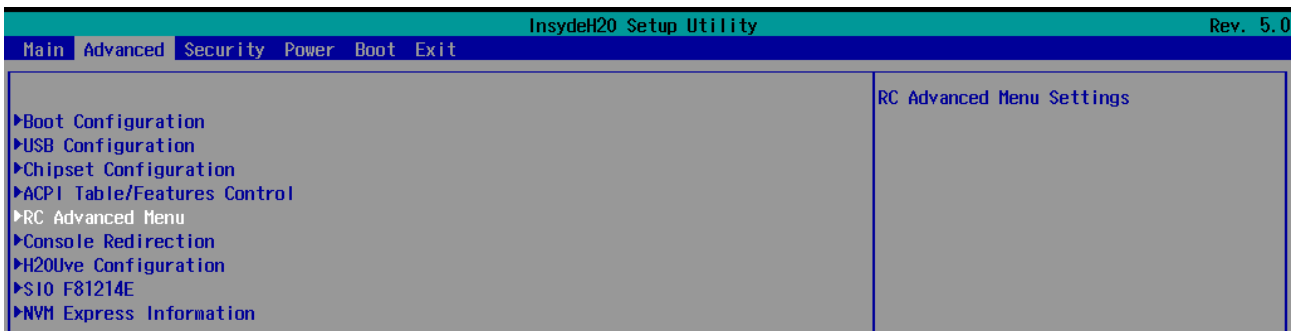 InsydeH20 Setup Utility Rev. 5.0
Main Advanced Security Power Boot Exit
RC Advanced Menu Settings
▶Boot Configuration
▶USB Configuration
▶Chipset Configuration
▶ACPI Table/Features Control
▶RC Advanced Menu
▶Console Redirection
▶H2OUve Configuration
▶SIO F81214E
▶NVM Express Information